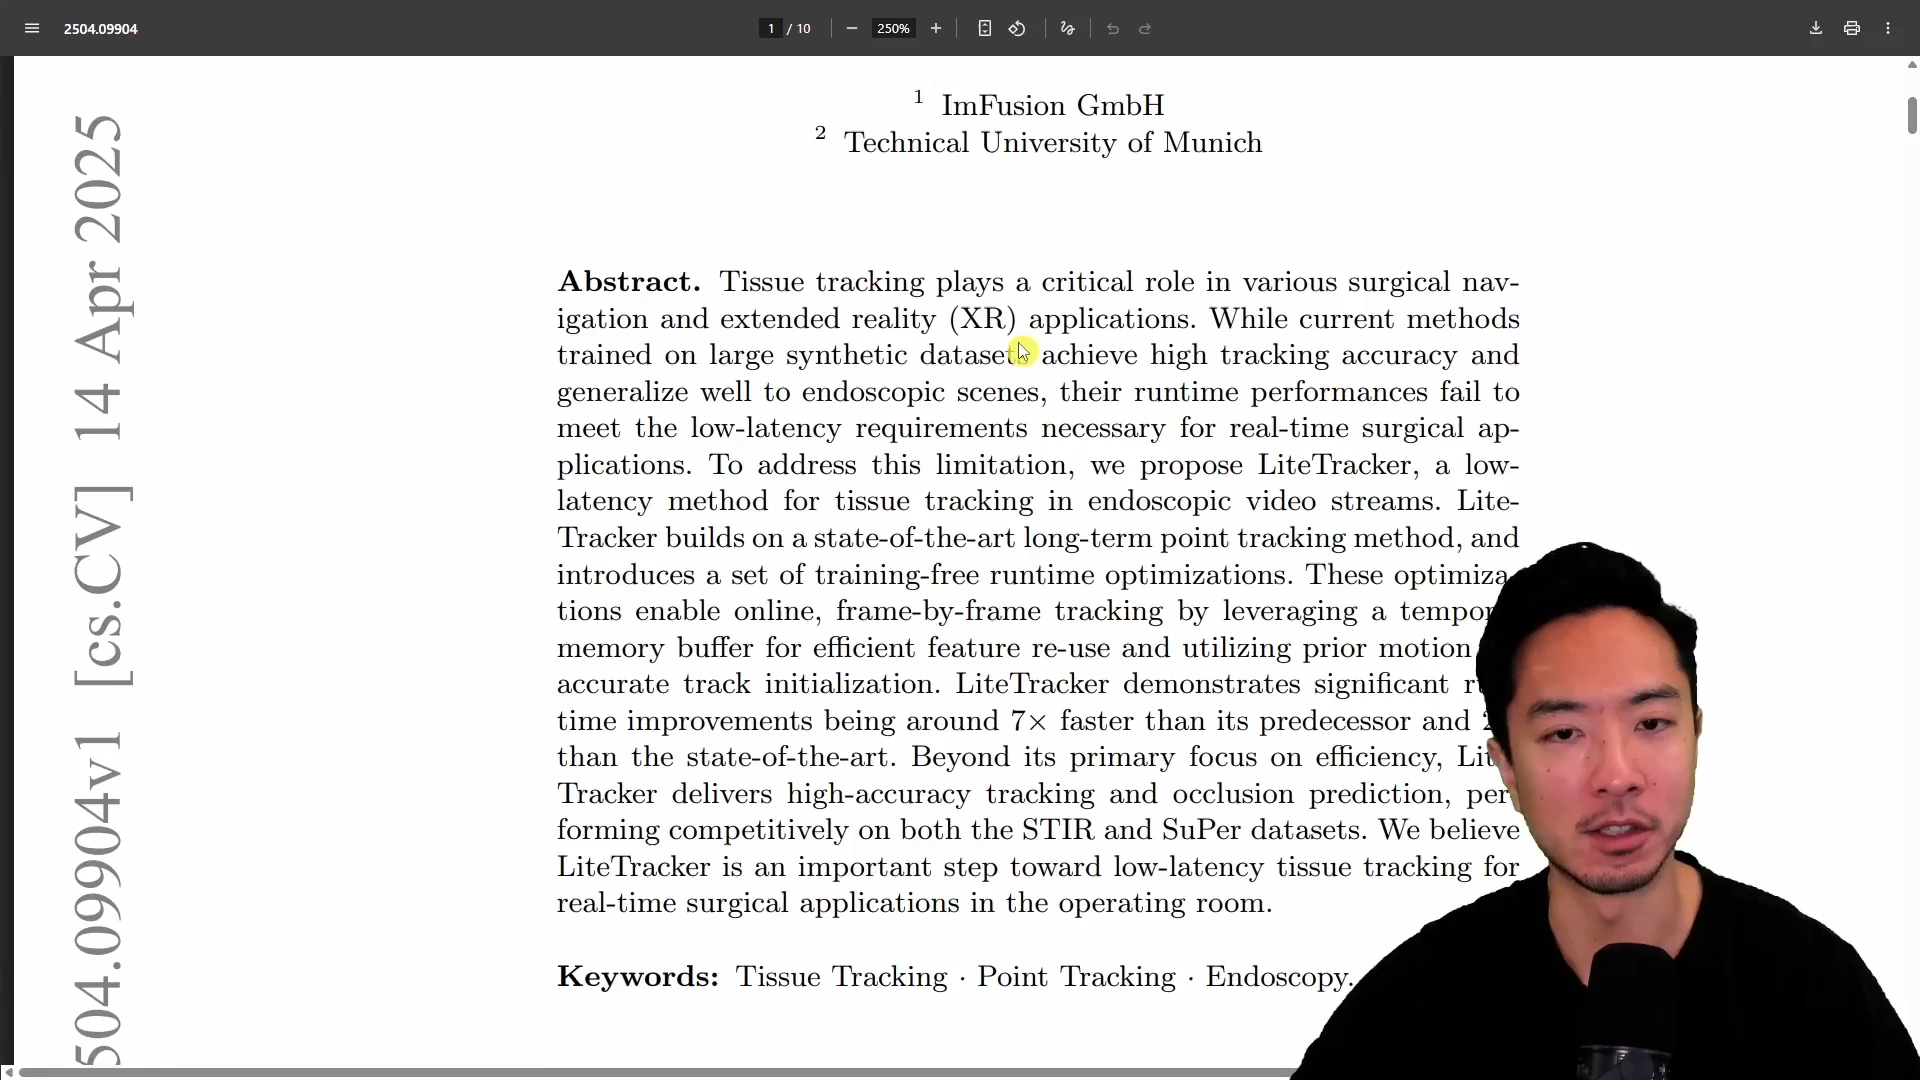 2504.09904
1 / 10
250%
1 ImFusion GmbH
2 Technical University of Munich
504.09904v1 [cs.CV] 14 Apr 2025
Abstract. Tissue tracking plays a critical role in various surgical nav-
igation and extended reality (XR) applications. While current methods
trained on large synthetic datasets achieve high tracking accuracy and
generalize well to endoscopic scenes, their runtime performances fail to
meet the low-latency requirements necessary for real-time surgical ap-
plications. To address this limitation, we propose LiteTracker, a low-
latency method for tissue tracking in endoscopic video streams. Lite-
Tracker builds on a state-of-the-art long-term point tracking method, and
introduces a set of training-free runtime optimizations. These optimiza
tions enable online, frame-by-frame tracking by leveraging a tempor
memory buffer for efficient feature re-use and utilizing prior motion
accurate track initialization. LiteTracker demonstrates significant r
time improvements being around 7× faster than its predecessor and 2
than the state-of-the-art. Beyond its primary focus on efficiency, Lit
Tracker delivers high-accuracy tracking and occlusion prediction, per
forming competitively on both the STIR and SuPer datasets. We believe
LiteTracker is an important step toward low-latency tissue tracking for
real-time surgical applications in the operating room.
Keywords: Tissue Tracking · Point Tracking · Endoscopy.